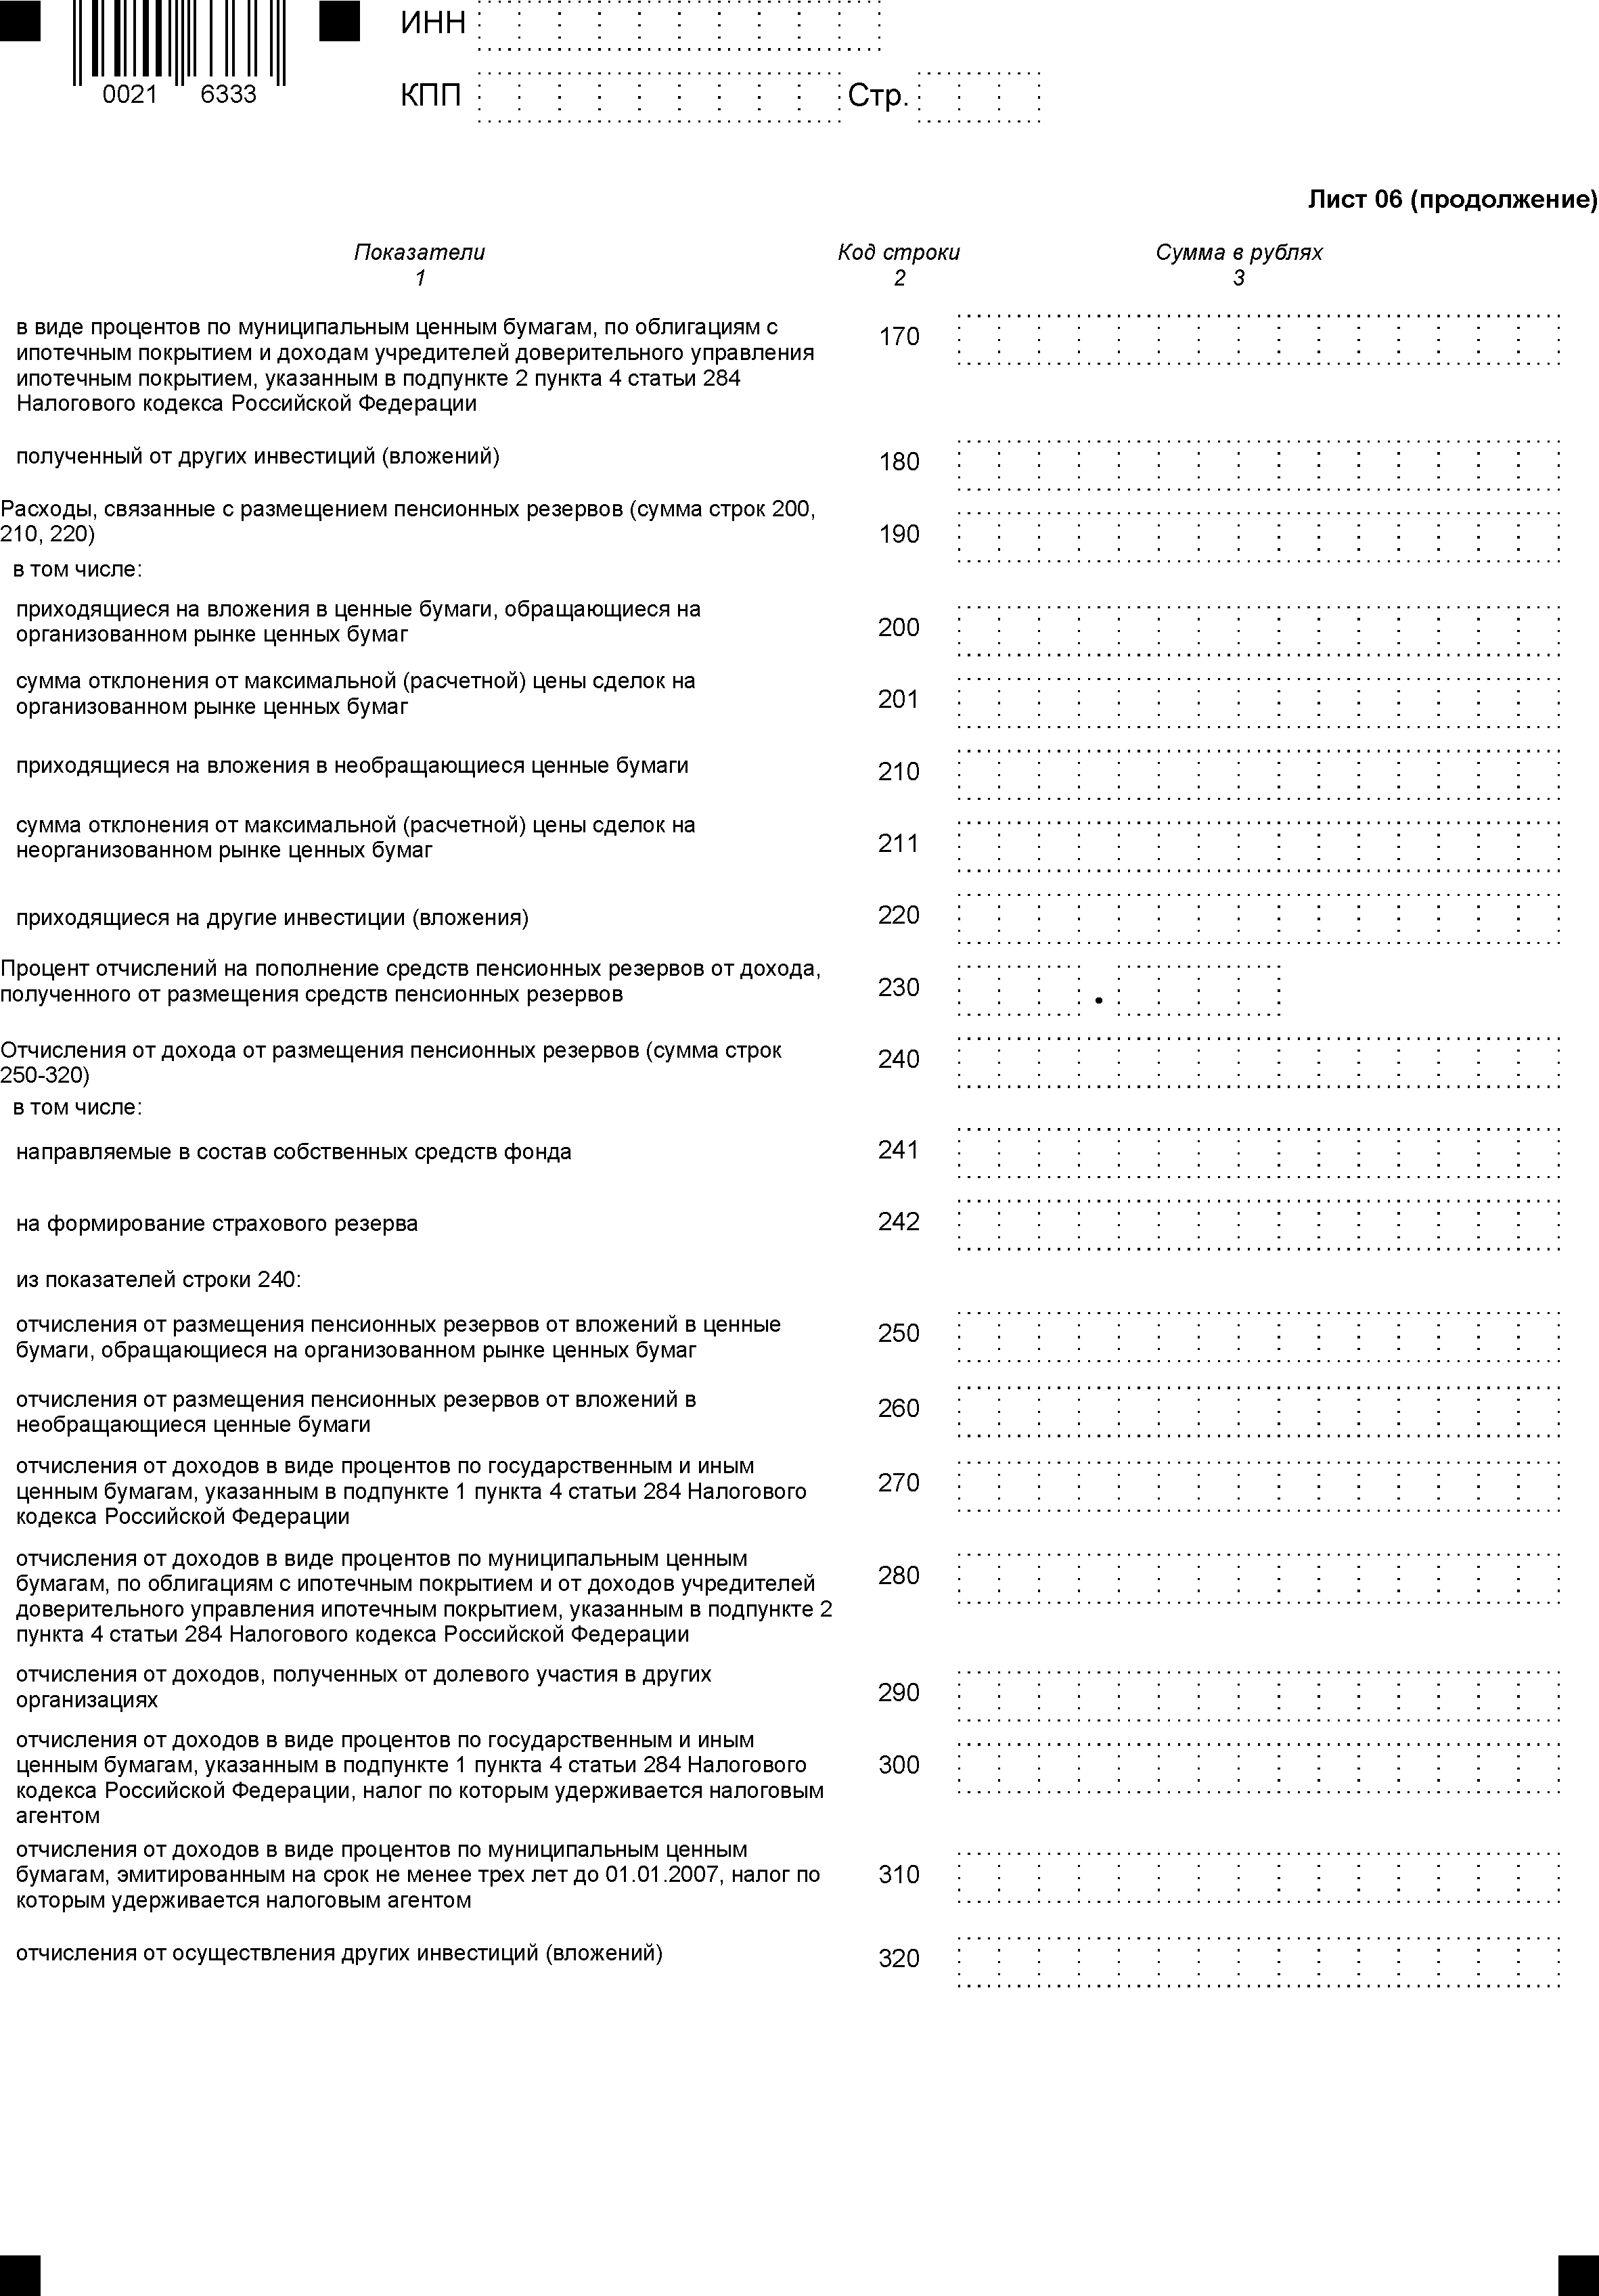 ИНН
0021 6333
КПП Стр.
Лист 06 (продолжение)
Показатели Код строки Сумма в рублях
1 2 3
в виде процентов по муниципальным ценным бумагам, по облигациям с 170
ипотечным покрытием и доходам учредителей доверительного управления
ипотечным покрытием, указанным в подпункте 2 пункта 4 статьи 284
Налогового кодекса Российской Федерации
полученный от других инвестиций (вложений) 180
Расходы, связанные с размещением пенсионных резервов (сумма строк 200,
210, 220) 190
в том числе:
приходящиеся на вложения в ценные бумаги, обращающиеся на
организованном рынке ценных бумаг 200
сумма отклонения от максимальной (расчетной) цены сделок на
организованном рынке ценных бумаг 201
приходящиеся на вложения в необращающиеся ценные бумаги 210
сумма отклонения от максимальной (расчетной) цены сделок на
неорганизованном рынке ценных бумаг 211
приходящиеся на другие инвестиции (вложения) 220
Процент отчислений на пополнение средств пенсионных резервов от дохода,
полученного от размещения средств пенсионных резервов 230 .
Отчисления от дохода от размещения пенсионных резервов (сумма строк 240
250-320)
в том числе:
направляемые в состав собственных средств фонда 241
на формирование страхового резерва 242
из показателей строки 240:
отчисления от размещения пенсионных резервов от вложений в ценные 250
бумаги, обращающиеся на организованном рынке ценных бумаг
отчисления от размещения пенсионных резервов от вложений в 260
необращающиеся ценные бумаги
отчисления от доходов в виде процентов по государственным и иным
ценным бумагам, указанным в подпункте 1 пункта 4 статьи 284 Налогового 270
кодекса Российской Федерации
отчисления от доходов в виде процентов по муниципальным ценным
бумагам, по облигациям с ипотечным покрытием и от доходов учредителей 280
доверительного управления ипотечным покрытием, указанным в подпункте 2
пункта 4 статьи 284 Налогового кодекса Российской Федерации
отчисления от доходов, полученных от долевого участия в других
организациях 290
отчисления от доходов в виде процентов по государственным и иным
ценным бумагам, указанным в подпункте 1 пункта 4 статьи 284 Налогового 300
кодекса Российской Федерации, налог по которым удерживается налоговым
агентом
отчисления от доходов в виде процентов по муниципальным ценным
бумагам, эмитированным на срок не менее трех лет до 01.01.2007, налог по 310
которым удерживается налоговым агентом
отчисления от осуществления других инвестиций (вложений) 320